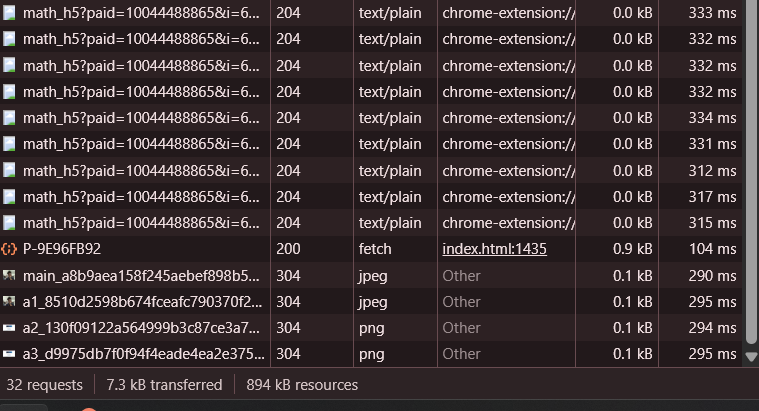 math_h5?paid=10044488865&i=6... 204 text/plain chrome-extension:// 0.0 kB 333 ms
math_h5?paid=10044488865&i=6... 204 text/plain chrome-extension:// 0.0 kB 332 ms
math_h5?paid=10044488865&i=6... 204 text/plain chrome-extension:// 0.0 kB 332 ms
math_h5?paid=10044488865&i=6... 204 text/plain chrome-extension:// 0.0 kB 332 ms
math_h5?paid=10044488865&i=6... 204 text/plain chrome-extension:// 0.0 kB 334 ms
math_h5?paid=10044488865&i=6... 204 text/plain chrome-extension:// 0.0 kB 331 ms
math_h5?paid=10044488865&i=6... 204 text/plain chrome-extension:// 0.0 kB 312 ms
math_h5?paid=10044488865&i=6... 204 text/plain chrome-extension:// 0.0 kB 317 ms
math_h5?paid=10044488865&i=6... 204 text/plain chrome-extension:// 0.0 kB 315 ms
P-9E96FB92 200 fetch index.html:1435 0.9 kB 104 ms
main_a8b9aea158f245aebef898b5... 304 jpeg Other 0.1 kB 290 ms
a1_8510d2598b674fceafc790370f2... 304 jpeg Other 0.1 kB 295 ms
a2_130f09122a564999b3c87ce3a7... 304 png Other 0.1 kB 294 ms
a3_d9975db7f0f94f4eade4ea2e375... 304 png Other 0.1 kB 295 ms
32 requests 7.3 kB transferred 894 kB resources